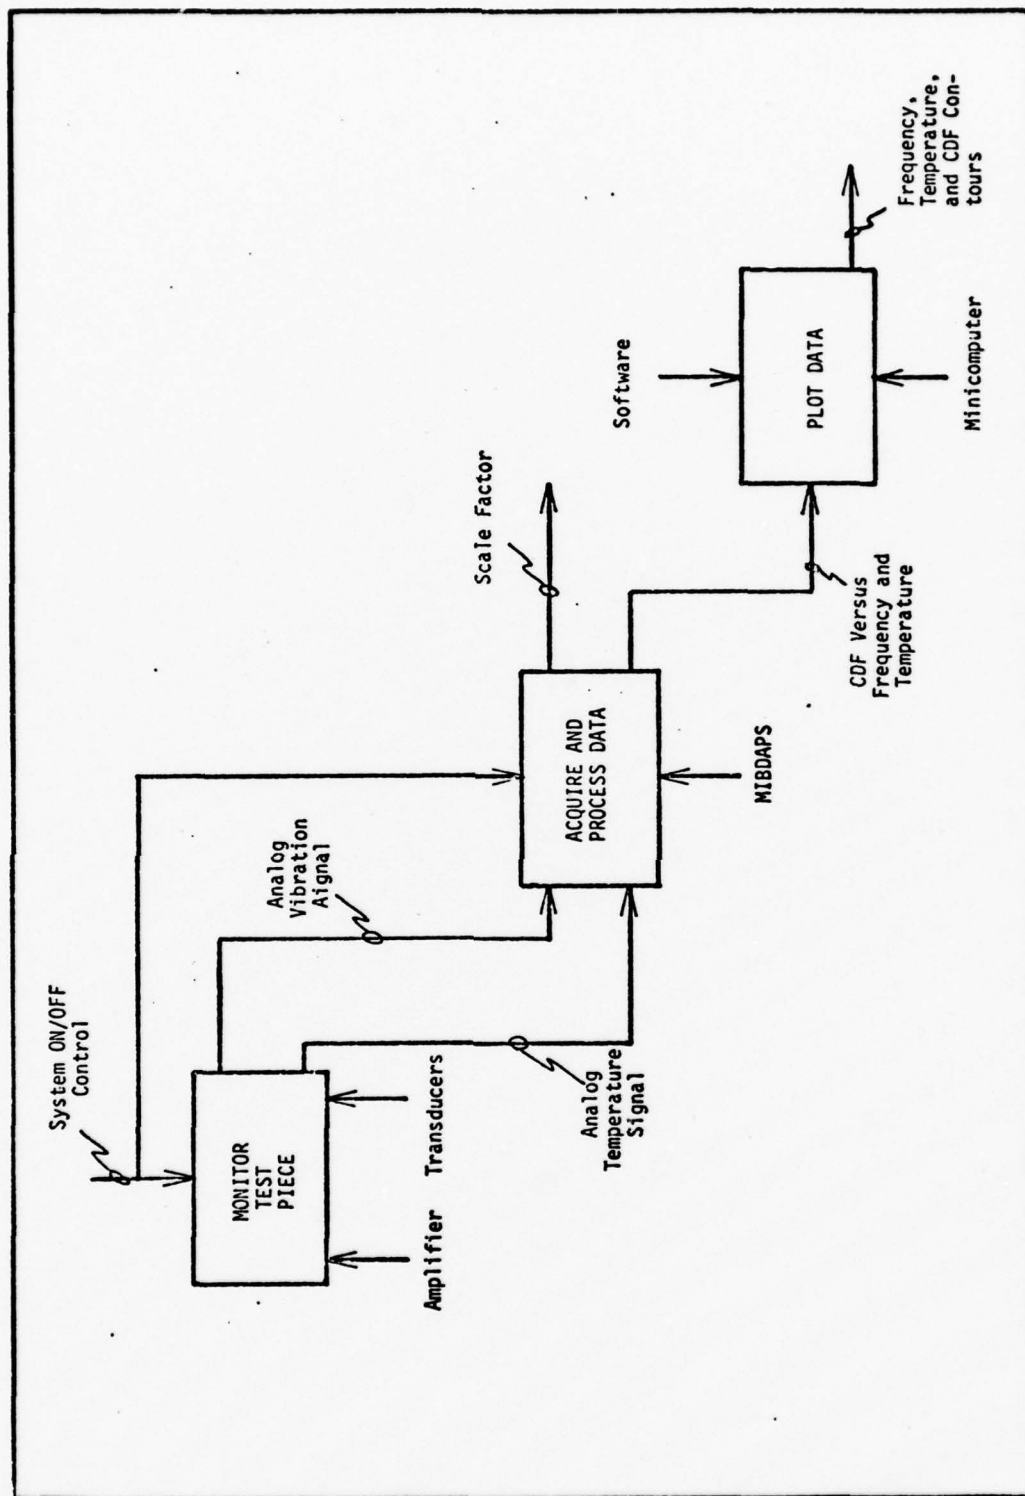 System ON/OFF
Control
MONITOR
TEST
PIECE
Amplifier
Transducers
Analog
Vibration
Aignal
Analog
Temperature
Signal
ACQUIRE AND
PROCESS DATA
MIBDAPS
Scale Factor
CDF Versus
Frequency and
Temperature
Software
PLOT DATA
Minicomputer
Frequency,
Temperature,
and CDF Con-
tours